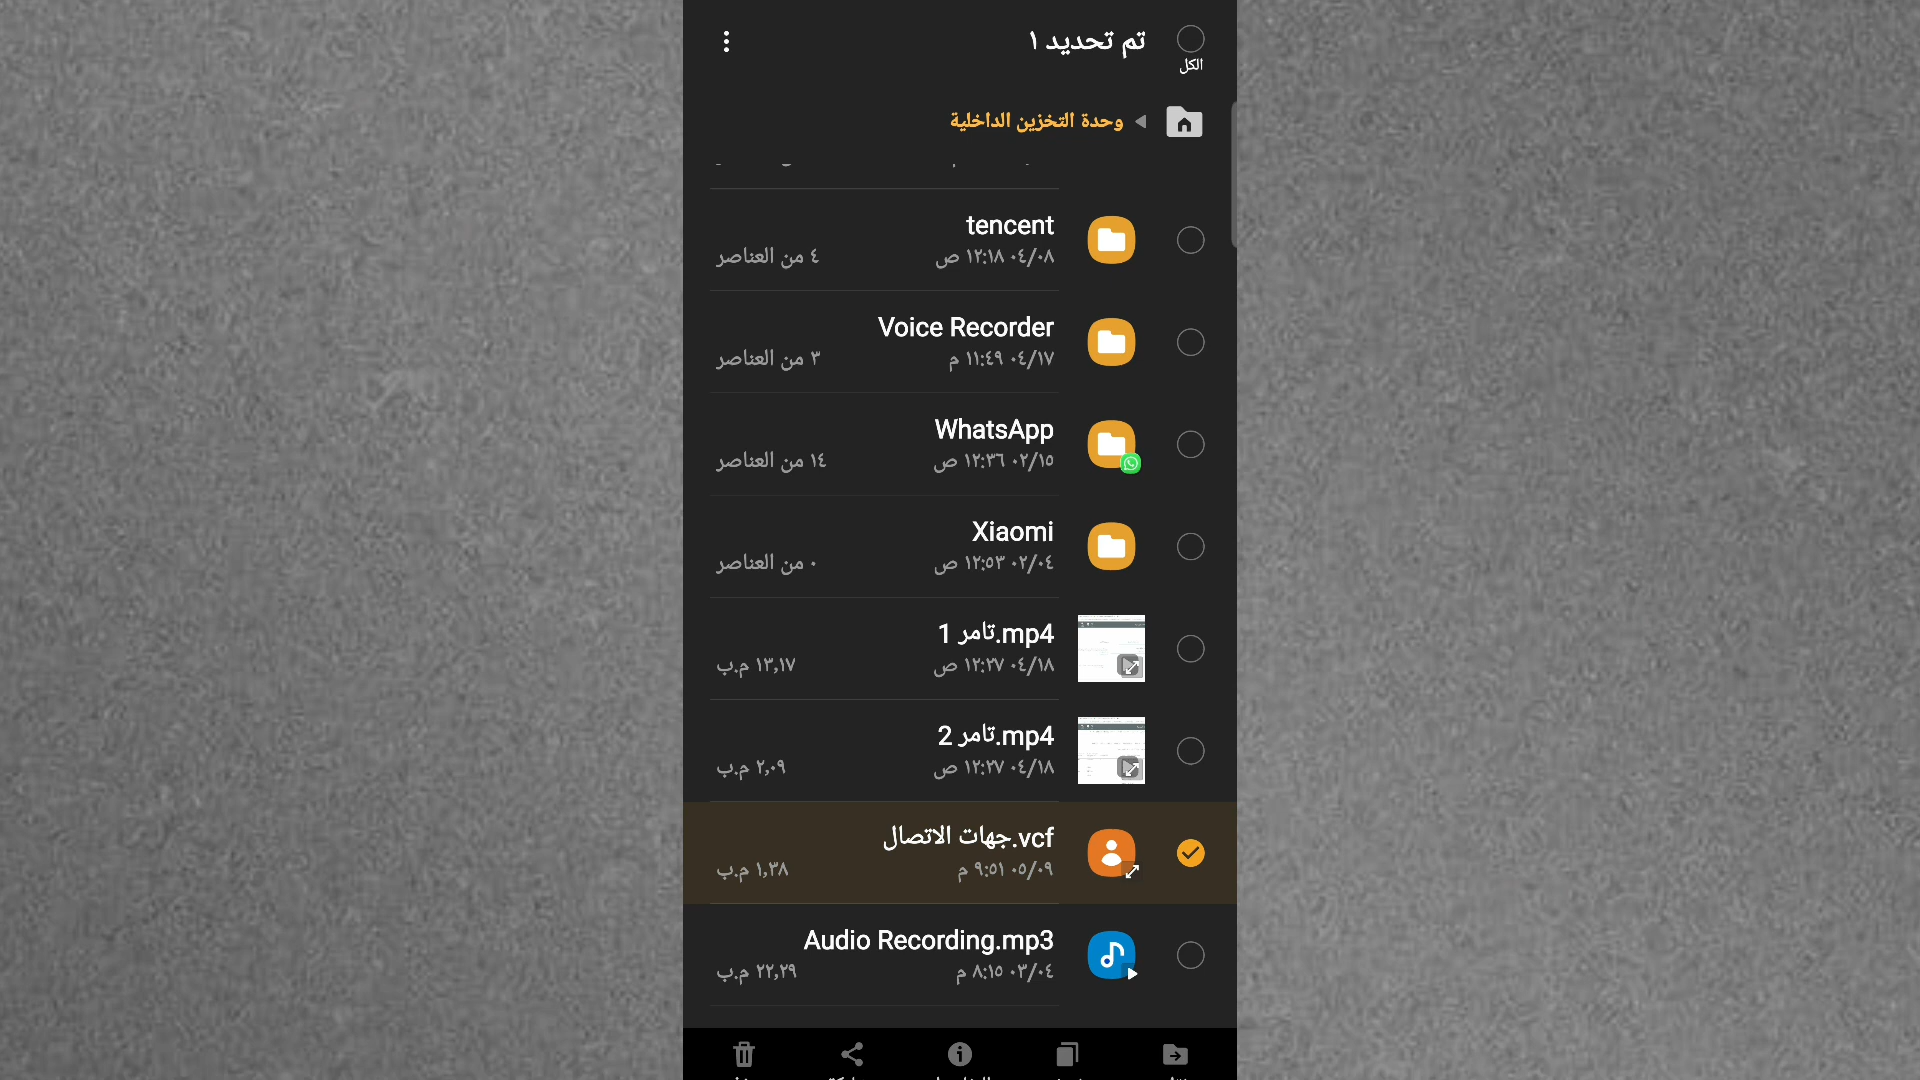 تم تحديد ١
الكل
وحدة التخزين الداخلية
tencent
٠٤/٠٨ ١٢:١٨ ص
٤ من العناصر
Voice Recorder
٠٤/١٧ ١١:٤٩ م
٣ من العناصر
WhatsApp
٠٢/١٥ ١٢:٣٦ ص
١٤ من العناصر
Xiaomi
٠٢/٠٤ ١٢:٥٣ ص
٠ من العناصر
تامر 1.mp4
٠٤/١٨ ١٢:٢٧ ص
١٣,١٧ م.ب
تامر 2.mp4
٠٤/١٨ ١٢:٢٧ ص
٢,٠٩ م.ب
جهات الاتصال.vcf
٠٥/٠٩ ٩:٥١ م
١,٣٨ م.ب
Audio Recording.mp3
٠٣/٠٤ ٨:١٥ م
٢٢,٢٩ م.ب